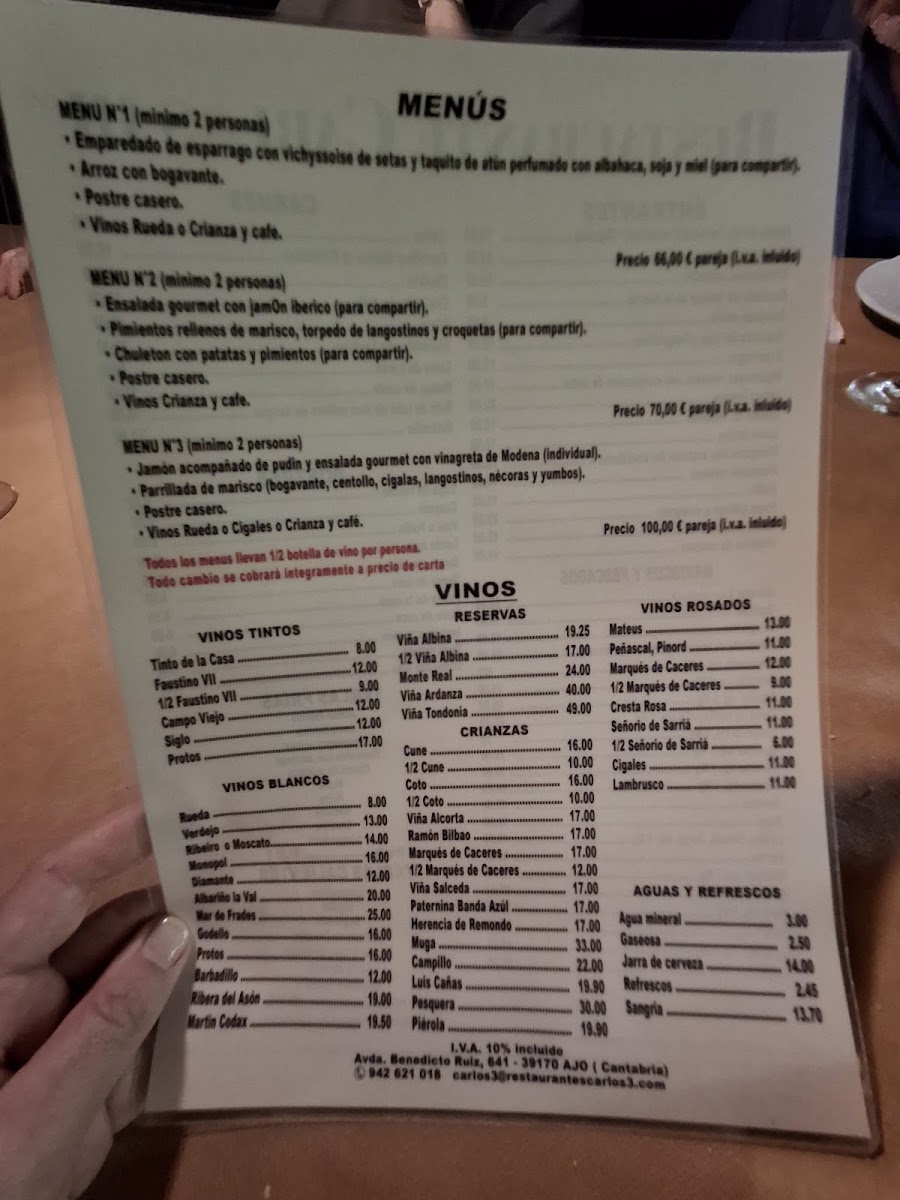 MENÚS
MENU Nº1 (minimo 2 personas)
• Emparedado de esparrago con vichyssoise de setas y taquito de atún perfumado con albahaca, soja y miel (para compartir).
• Arroz con bogavante.
• Postre casero.
• Vinos Rueda o Crianza y cafe.
Precio 66,00 € pareja (i.v.a. inluido)
MENU Nº2 (minimo 2 personas)
• Ensalada gourmet con jamOn iberico (para compartir).
• Pimientos rellenos de marisco, torpedo de langostinos y croquetas (para compartir).
• Chuleton con patatas y pimientos (para compartir).
• Postre casero.
• Vinos Crianza y cafe.
Precio 70,00 € pareja (i.v.a. inluido)
MENU Nº3 (minimo 2 personas)
• Jamón acompañado de pudin y ensalada gourmet con vinagreta de Modena (individual).
• Parrillada de marisco (bogavante, centollo, cigalas, langostinos, nécoras y yumbos).
• Postre casero.
• Vinos Rueda o Cigales o Crianza y café.
Precio 100,00 € pareja (i.v.a. inluido)
Todos los menus llevan 1/2 botella de vino por persona.
Todo cambio se cobrará integramente a precio de carta
VINOS
VINOS TINTOS
Tinto de la Casa 8.00
Faustino VII 12.00
1/2 Faustino VII 9.00
Campo Viejo 12.00
Siglo 12.00
Protos 17.00
VINOS BLANCOS
Rueda 8.00
Verdejo 13.00
Ribeiro o Moscato 14.00
Monopol 16.00
Diamante 12.00
Albariño la Val 20.00
Mar de Frades 25.00
Godello 16.00
Protos 16.00
Barbadillo 12.00
Ribera del Asón 19.00
Martin Codax 19.50
RESERVAS
Viña Albina 19.25
1/2 Viña Albina 17.00
Monte Real 24.00
Viña Ardanza 40.00
Viña Tondonia 49.00
CRIANZAS
Cune 16.00
1/2 Cune 10.00
Coto 16.00
1/2 Coto 10.00
Viña Alcorta 17.00
Ramón Bilbao 17.00
Marqués de Caceres 17.00
1/2 Marqués de Caceres 12.00
Viña Salceda 17.00
Paternina Banda Azúl 17.00
Herencia de Remondo 17.00
Muga 33.00
Campillo 22.00
Luis Cañas 19.90
Pesquera 30.00
Piérola 19.90
VINOS ROSADOS
Mateus 13.00
Peñascal, Pinord 11.00
Marqués de Caceres 12.00
1/2 Marqués de Caceres 9.00
Cresta Rosa 11.00
Señorio de Sarriá 11.00
1/2 Señorio de Sarriá 6.00
Cigales 11.00
Lambrusco 11.00
AGUAS Y REFRESCOS
Agua mineral 3.00
Gaseosa 2.50
Jarra de cerveza 14.00
Refrescos 2.45
Sangria 13.70
I.V.A. 10% Incluido
Avda. Benedicto Ruiz, 641 - 39170 AJO ( Cantabria)
942 621 018 carlos3@restaurantescarlos3.com